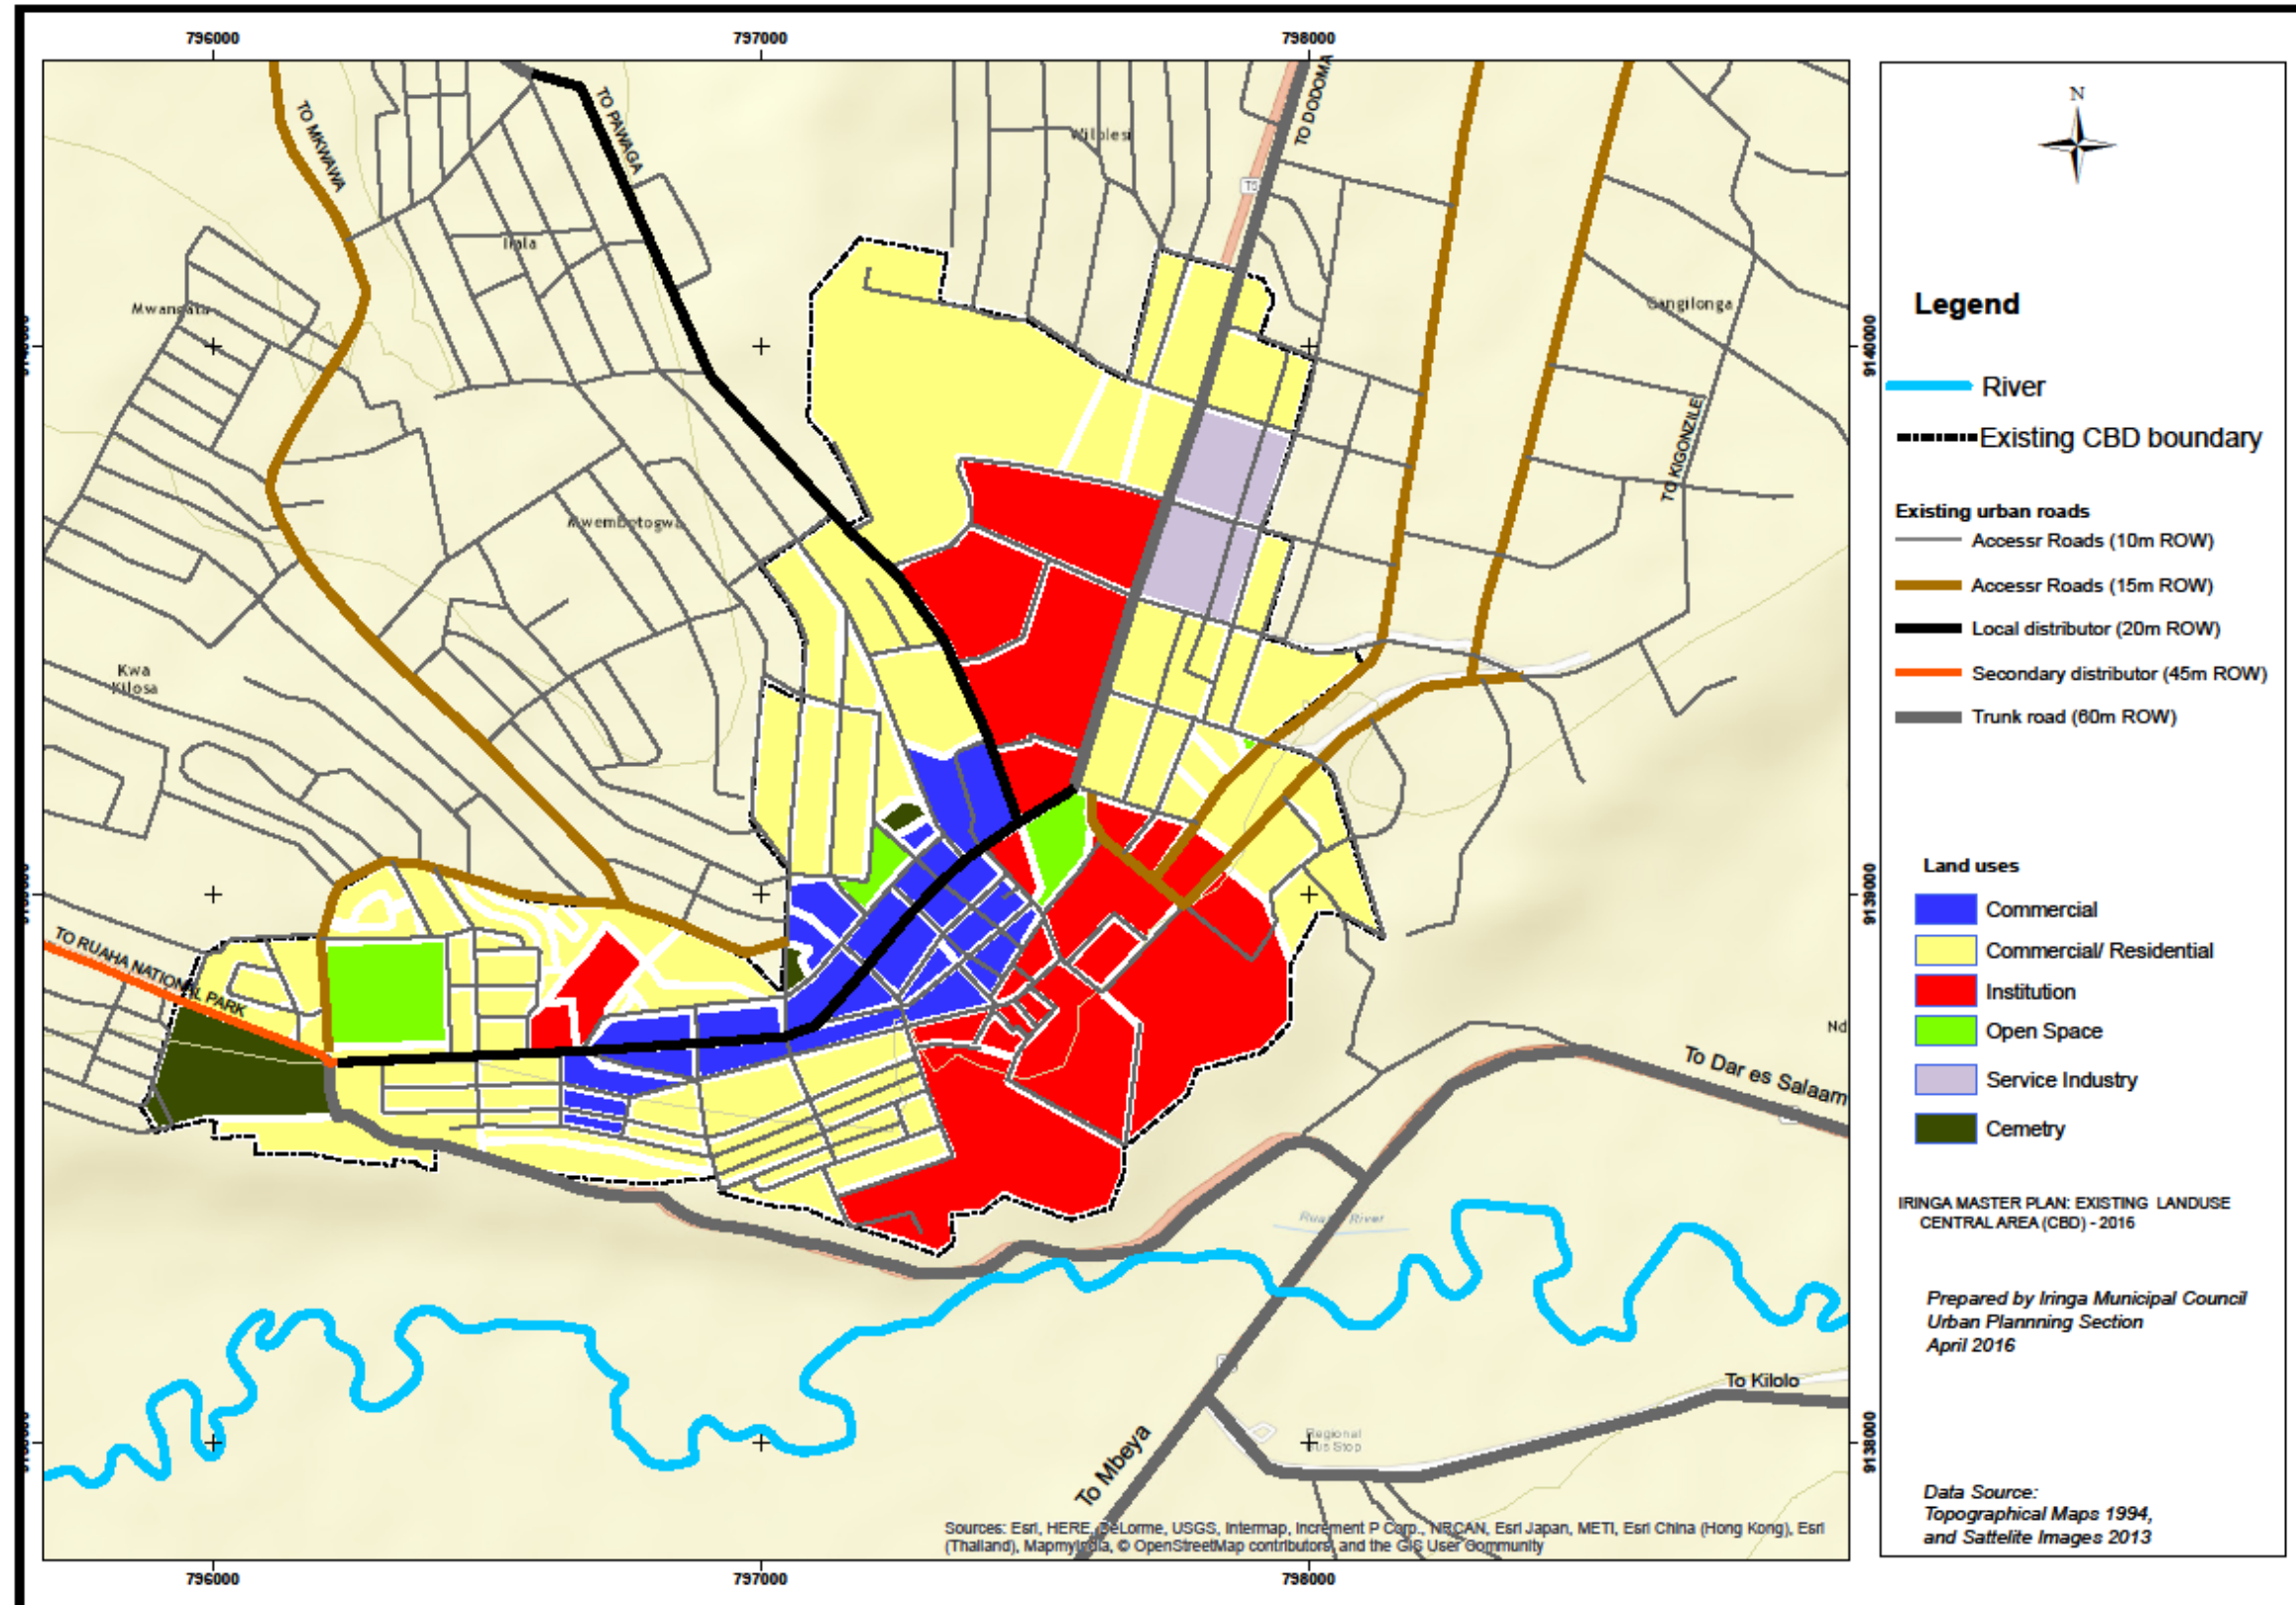 796000
797000
798000
TO MKWAWA
TO PAWAGA
TO DODOMA
Wilolesi
T5
Ilala
Mwangata
Gangilonga
9140000
TO KIGONZILE
Mwembetogwa
Kwa
Kilosa
9139000
TO RUAHA NATIONAL PARK
Nd
To Dar es Salaam
Ruaha River
To Kilolo
Regional
Bus Stop
9138000
To Mbeya
Sources: Esri, HERE, DeLorme, USGS, Intermap, increment P Corp., NRCAN, Esri Japan, METI, Esri China (Hong Kong), Esri
(Thailand), MapmyIndia, © OpenStreetMap contributors, and the GIS User Community
796000
797000
798000
N
Legend
River
Existing CBD boundary
Existing urban roads
Accessr Roads (10m ROW)
Accessr Roads (15m ROW)
Local distributor (20m ROW)
Secondary distributor (45m ROW)
Trunk road (60m ROW)
Land uses
Commercial
Commercial/ Residential
Institution
Open Space
Service Industry
Cemetry
IRINGA MASTER PLAN: EXISTING LANDUSE
CENTRAL AREA (CBD) - 2016
Prepared by Iringa Municipal Council
Urban Plannning Section
April 2016
Data Source:
Topographical Maps 1994,
and Sattelite Images 2013